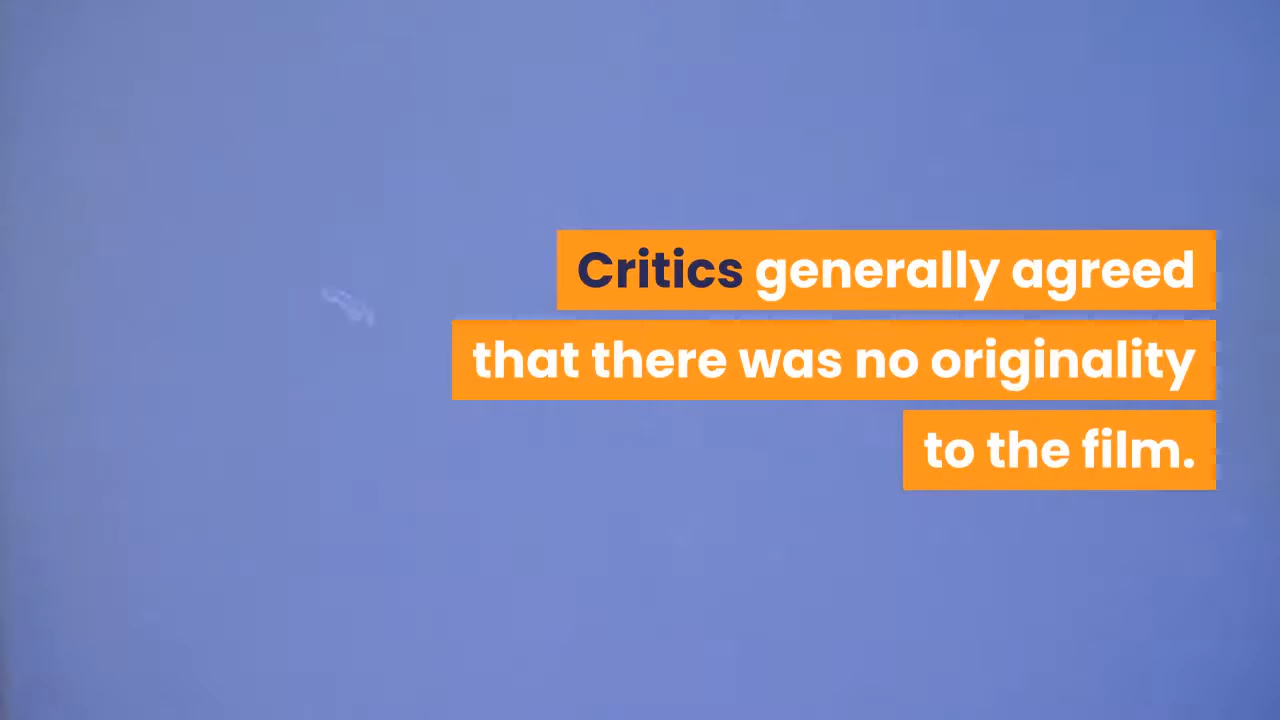 Critics generally agreed
that there was no originality
to the film.